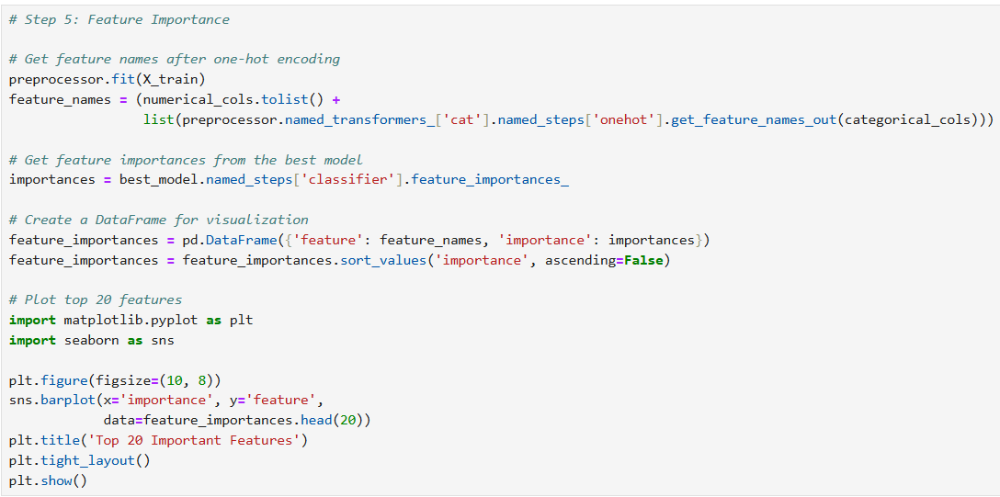 # Step 5: Feature Importance
# Get feature names after one-hot encoding
preprocessor.fit(X_train)
feature_names = (numerical_cols.tolist() +
                 list(preprocessor.named_transformers_['cat'].named_steps['onehot'].get_feature_names_out(categorical_cols)))
# Get feature importances from the best model
importances = best_model.named_steps['classifier'].feature_importances_
# Create a DataFrame for visualization
feature_importances = pd.DataFrame({'feature': feature_names, 'importance': importances})
feature_importances = feature_importances.sort_values('importance', ascending=False)
# Plot top 20 features
import matplotlib.pyplot as plt
import seaborn as sns
plt.figure(figsize=(10, 8))
sns.barplot(x='importance', y='feature',
            data=feature_importances.head(20))
plt.title('Top 20 Important Features')
plt.tight_layout()
plt.show()